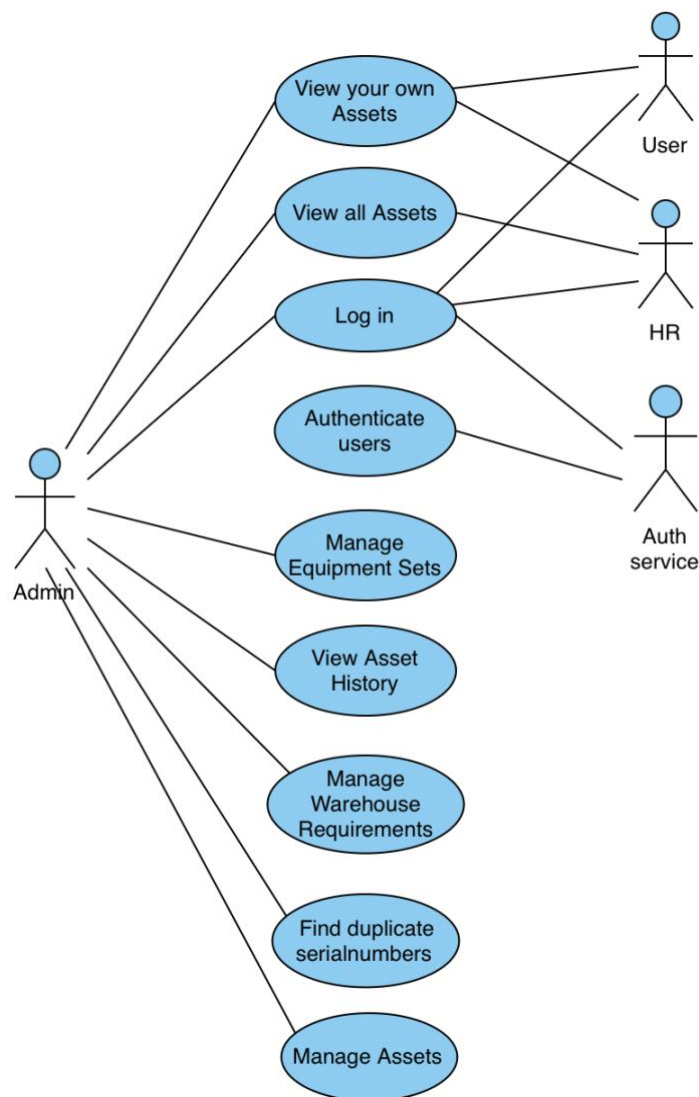 View your own
Assets
User
View all Assets
HR
Log in
Authenticate
users
Auth
service
Admin
Manage
Equipment Sets
View Asset
History
Manage
Warehouse
Requirements
Find duplicate
serialnumbers
Manage Assets